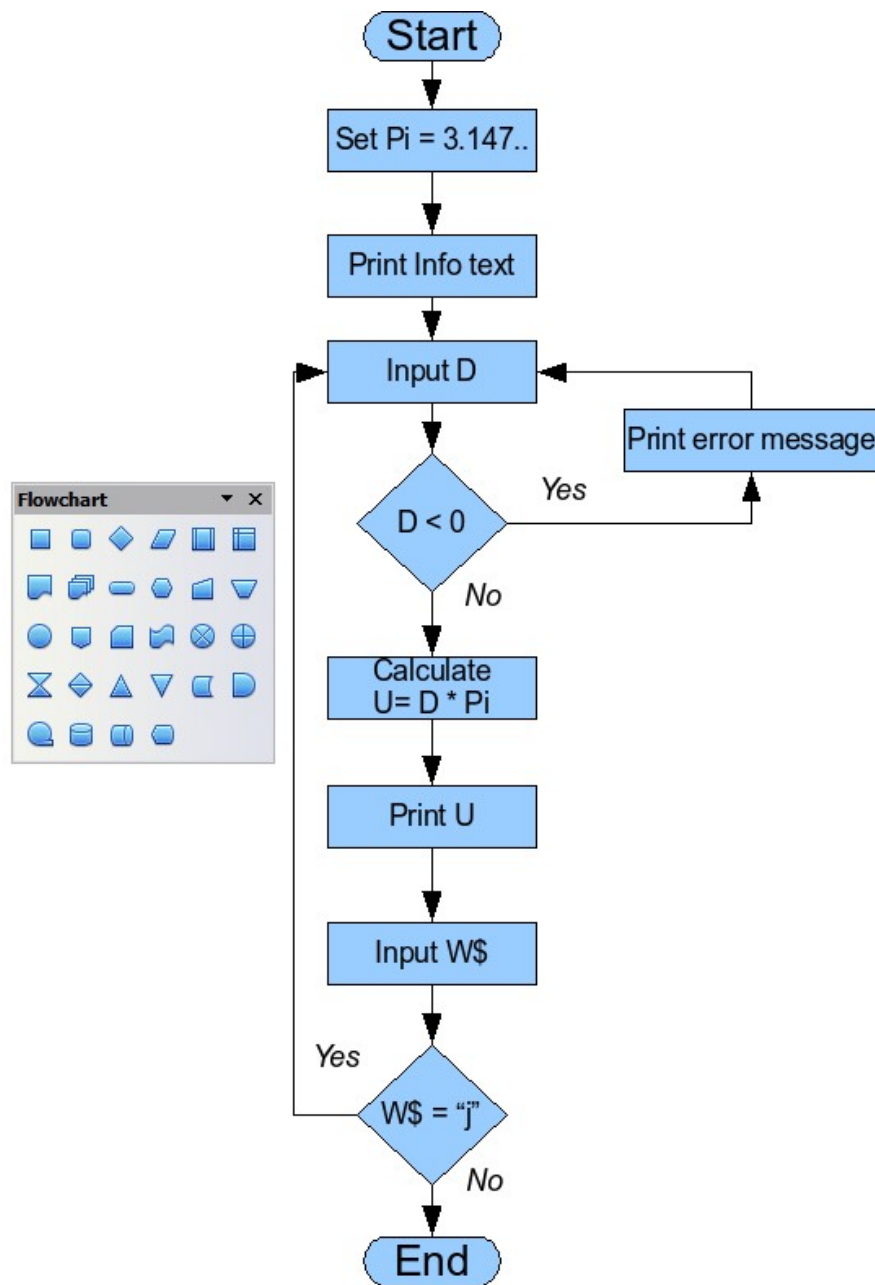 Start
Set Pi = 3.147..
Print Info text
Input D
Print error message
D < 0
Yes
No
Flowchart
Calculate
U= D * Pi
Print U
Input W$
Yes
W$ = “j”
No
End